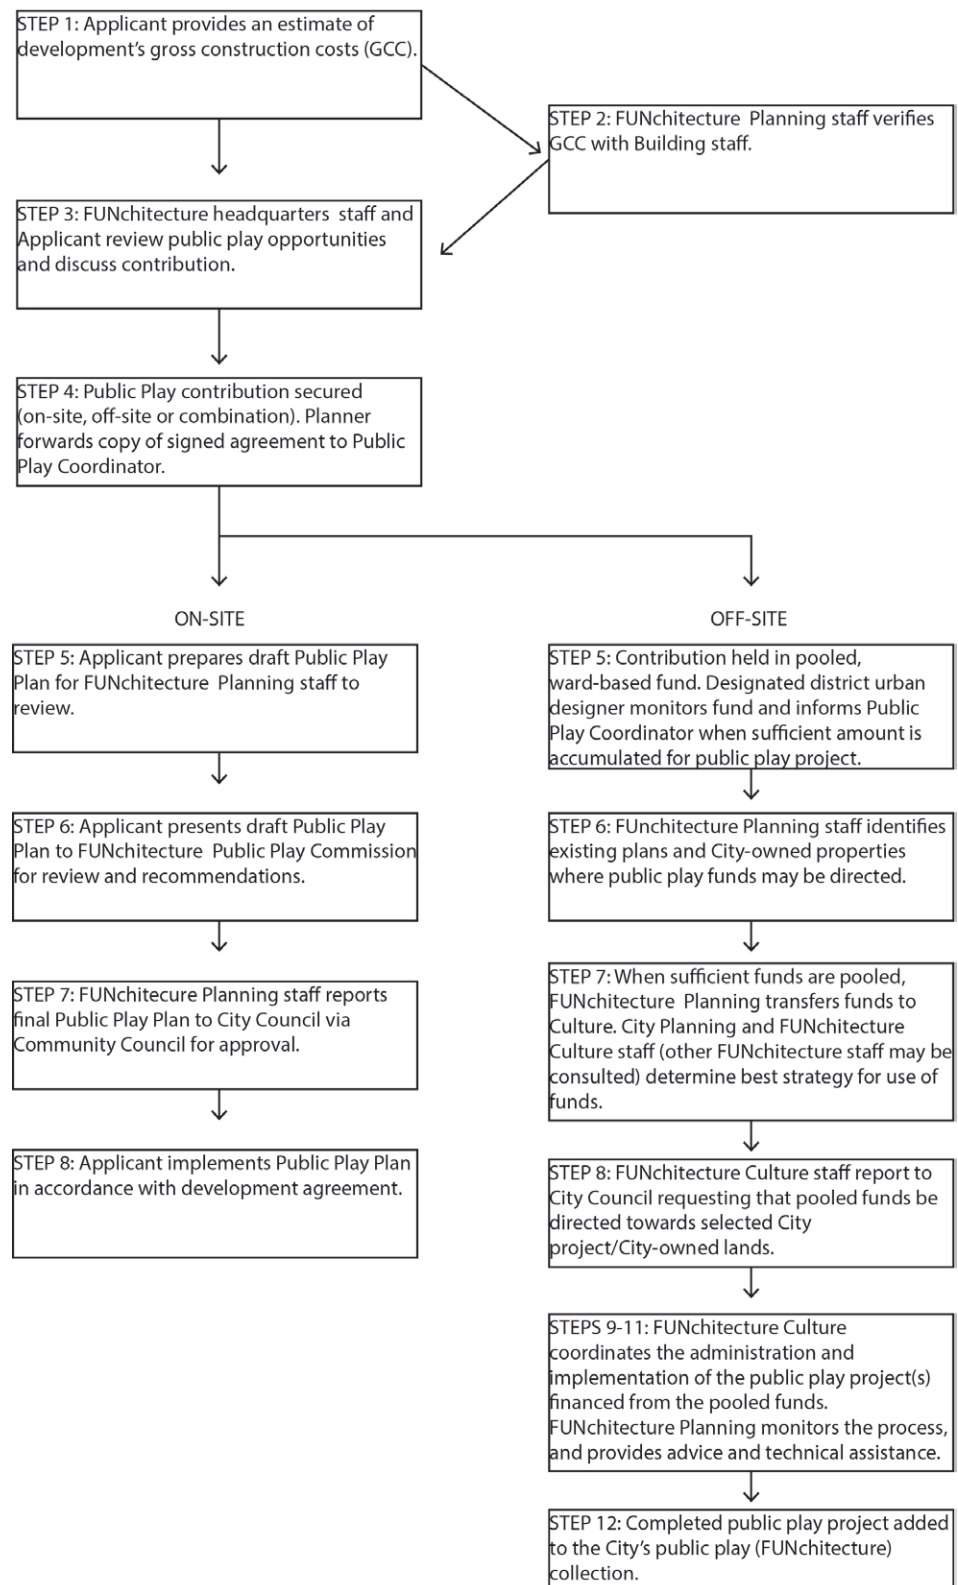 STEP 1: Applicant provides an estimate of
development’s gross construction costs (GCC).
STEP 2: FUNchitecture Planning staff verifies
GCC with Building staff.
STEP 3: FUNchitecture headquarters staff and
Applicant review public play opportunities
and discuss contribution.
STEP 4: Public Play contribution secured
(on-site, off-site or combination). Planner
forwards copy of signed agreement to Public
Play Coordinator.
ON-SITE
STEP 5: Applicant prepares draft Public Play
Plan for FUNchitecture Planning staff to
review.
STEP 6: Applicant presents draft Public Play
Plan to FUNchitecture Public Play Commission
for review and recommendations.
STEP 7: FUNchitecure Planning staff reports
final Public Play Plan to City Council via
Community Council for approval.
STEP 8: Applicant implements Public Play Plan
in accordance with development agreement.
OFF-SITE
STEP 5: Contribution held in pooled,
ward-based fund. Designated district urban
designer monitors fund and informs Public
Play Coordinator when sufficient amount is
accumulated for public play project.
STEP 6: FUnchitecture Planning staff identifies
existing plans and City-owned properties
where public play funds may be directed.
STEP 7: When sufficient funds are pooled,
FUNchitecture Planning transfers funds to
Culture. City Planning and FUNchitecture
Culture staff (other FUNchitecture staff may be
consulted) determine best strategy for use of
funds.
STEP 8: FUNchitecture Culture staff report to
City Council requesting that pooled funds be
directed towards selected City
project/City-owned lands.
STEPS 9-11: FUNchitecture Culture
coordinates the administration and
implementation of the public play project(s)
financed from the pooled funds.
FUNchitecture Planning monitors the process,
and provides advice and technical assistance.
STEP 12: Completed public play project added
to the City’s public play (FUNchitecture)
collection.